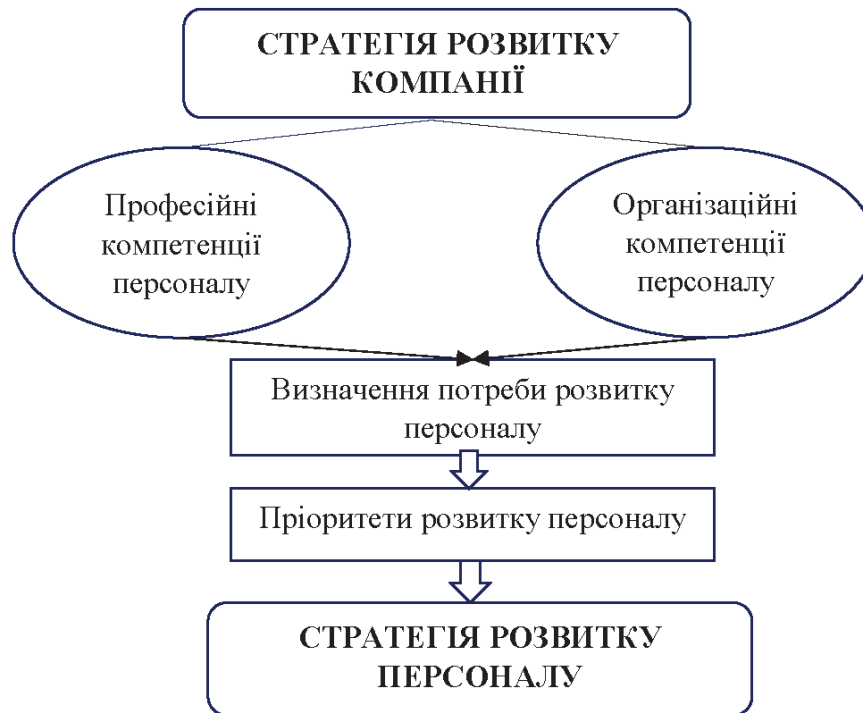 СТРАТЕГІЯ РОЗВИТКУ
КОМПАНІЇ
Професійні
компетенції
персоналу
Організаційні
компетенції
персоналу
Визначення потреби розвитку
персоналу
Пріоритети розвитку персоналу
СТРАТЕГІЯ РОЗВИТКУ
ПЕРСОНАЛУ